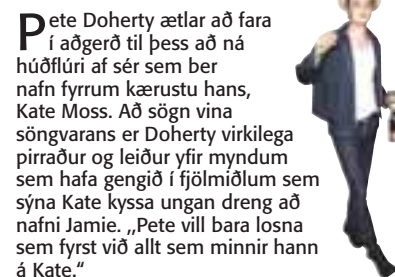 Pete Doherty ætlar að fara
í aðgerð til þess að ná
húðflúri af sér sem ber
nafn fyrrum kærustu hans,
Kate Moss. Að sögn vina
söngvarans er Doherty virkilega
pirraður og leiður yfir myndum
sem hafa gengið í fjölmiðlum sem
sýna Kate kyssa ungan dreng að
nafni Jamie. „Pete vill bara losna
sem fyrst við allt sem minnir hann
á Kate.“